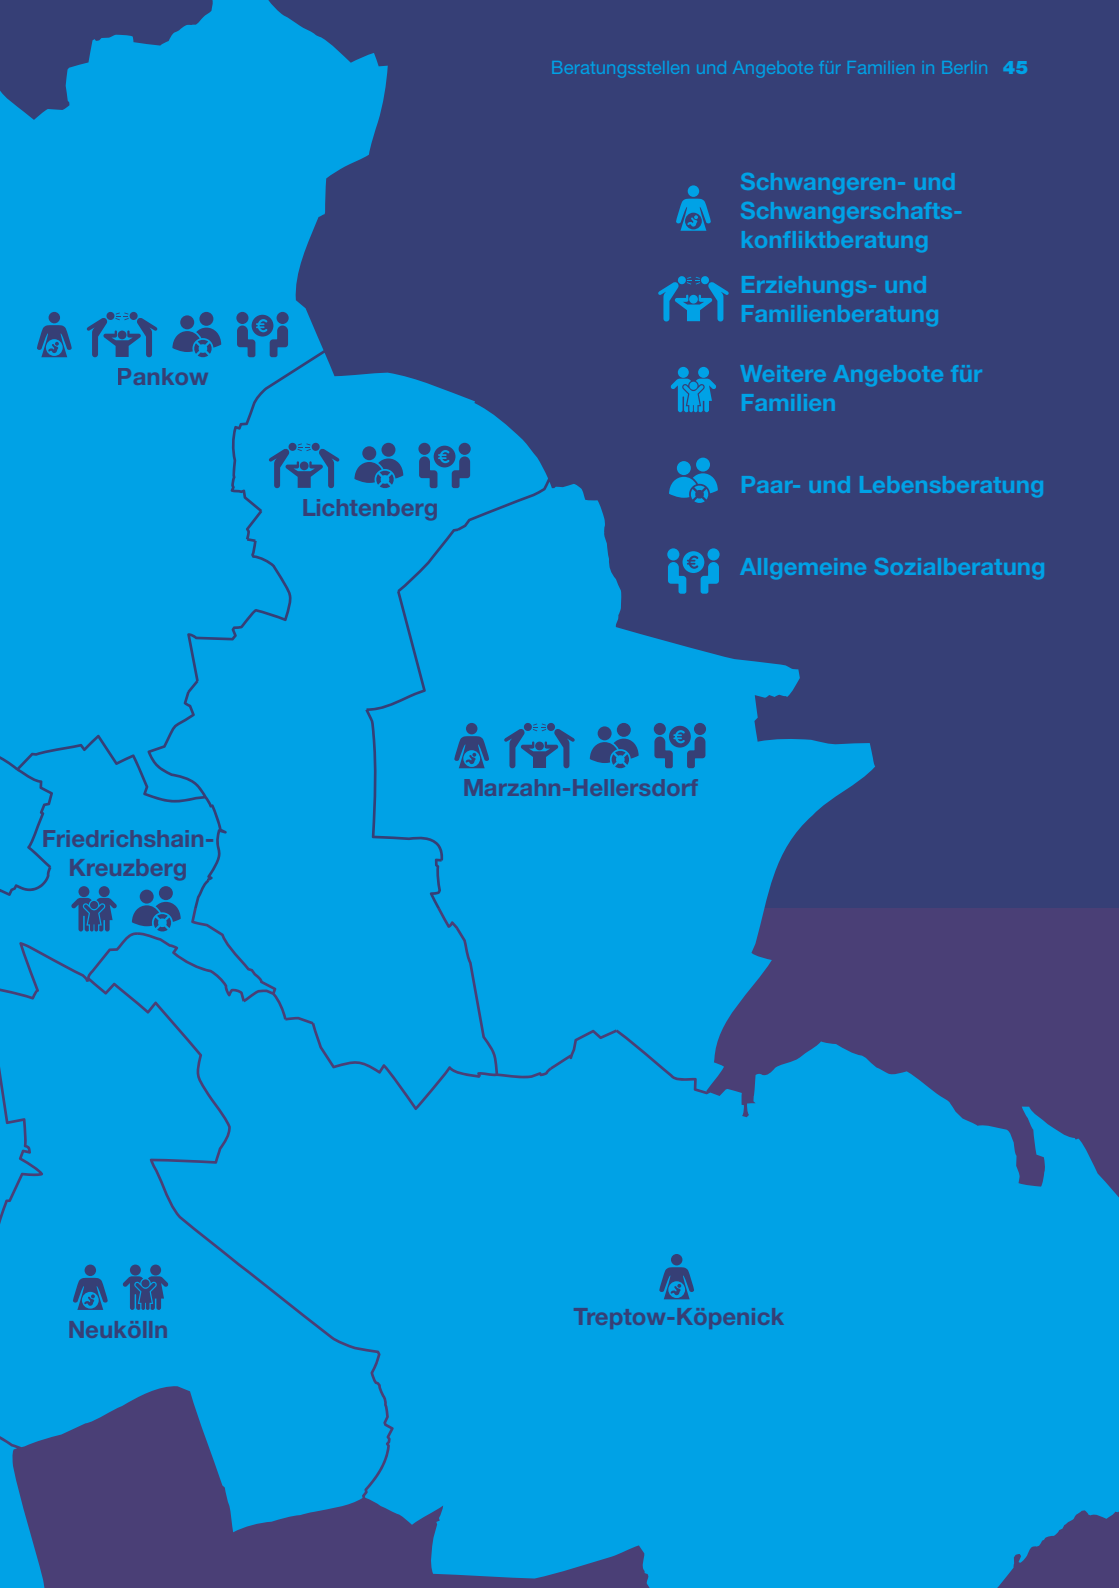 Beratungsstellen und Angebote für Familien in Berlin 45
Schwangeren- und
Schwangerschafts-
konfliktberatung
Erziehungs- und
Familienberatung
Weitere Angebote für
Familien
Paar- und Lebensberatung
Allgemeine Sozialberatung
€
Pankow
€
Lichtenberg
€
Marzahn-Hellersdorf
€
Friedrichshain-
Kreuzberg
Neukölln
Treptow-Köpenick